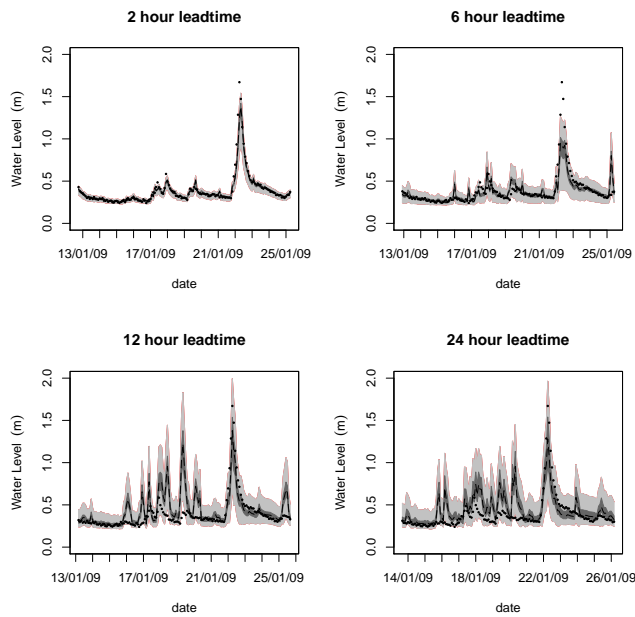 2 hour leadtime
Water Level (m)
2.0
1.5
1.0
0.5
0.0
13/01/09 17/01/09 21/01/09 25/01/09
date
6 hour leadtime
Water Level (m)
2.0
1.5
1.0
0.5
0.0
13/01/09 17/01/09 21/01/09 25/01/09
date
12 hour leadtime
Water Level (m)
2.0
1.5
1.0
0.5
0.0
13/01/09 17/01/09 21/01/09 25/01/09
date
24 hour leadtime
Water Level (m)
2.0
1.5
1.0
0.5
0.0
14/01/09 18/01/09 22/01/09 26/01/09
date